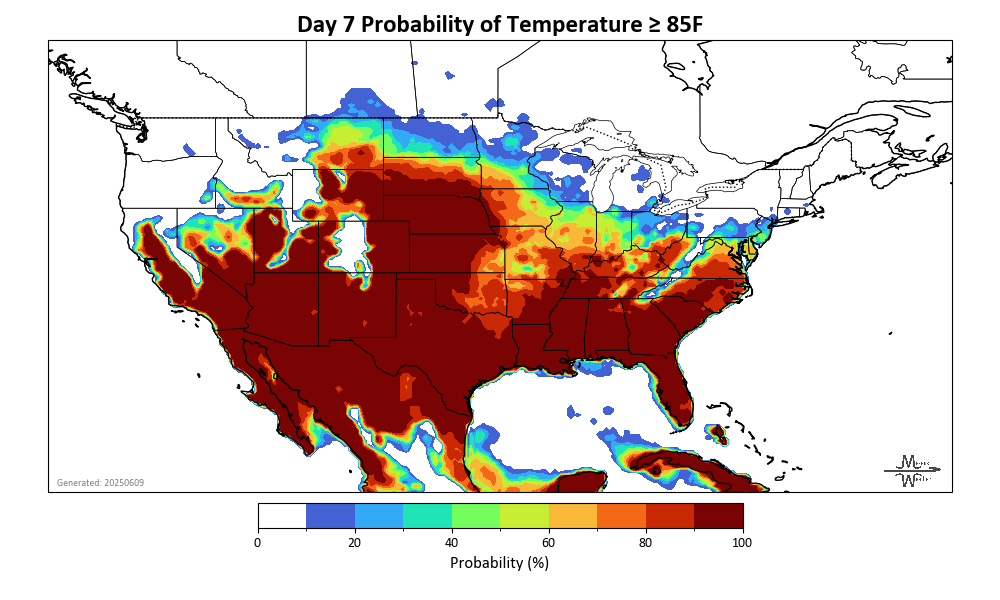 Day 7 Probability of Temperature ≥ 85F
Generated: 20250609
0 20 40 60 80 100
Probability (%)